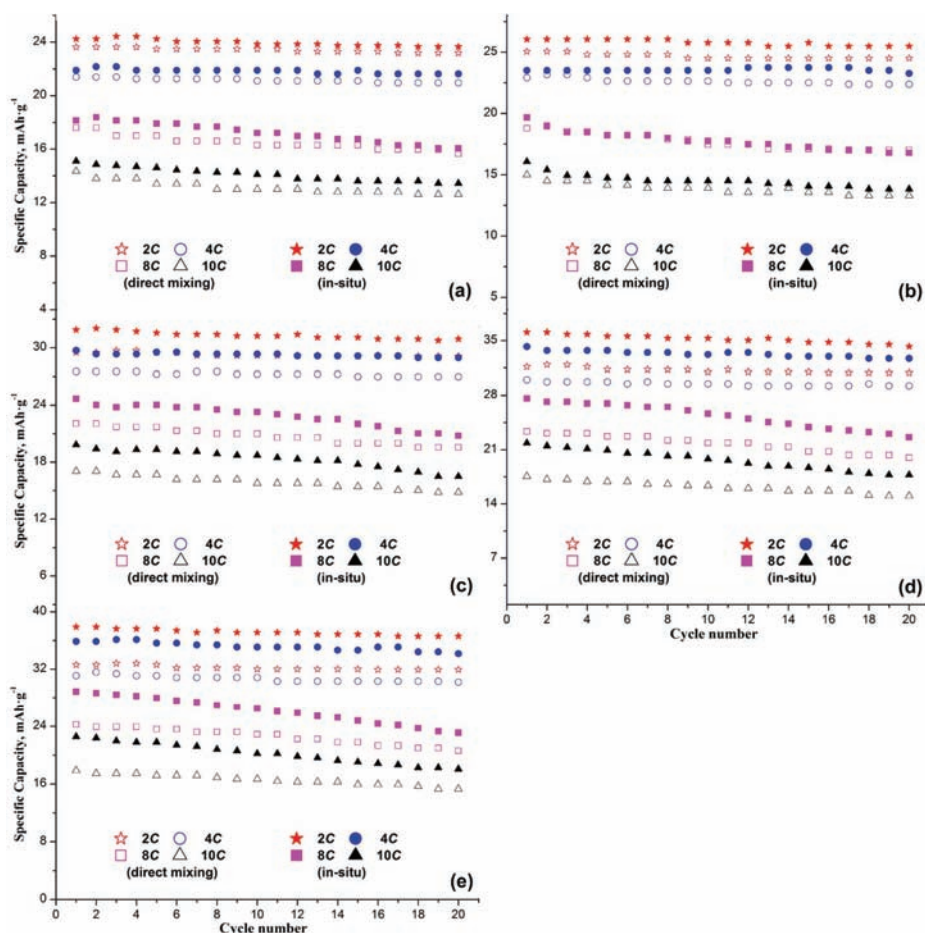 Specific Capacity, mAh·g⁻¹
24
20
16
12
8
4
2C 4C 2C 4C
8C 10C 8C 10C
(direct mixing) (in-situ)
(a)
25
20
15
10
5
2C 4C 2C 4C
8C 10C 8C 10C
(direct mixing) (in-situ)
(b)
Specific Capacity, mAh·g⁻¹
30
24
18
12
6
2C 4C 2C 4C
8C 10C 8C 10C
(direct mixing) (in-situ)
(c)
35
28
21
14
7
2C 4C 2C 4C
8C 10C 8C 10C
(direct mixing) (in-situ)
(d)
0 2 4 6 8 10 12 14 16 18 20
Cycle number
Specific Capacity, mAh·g⁻¹
40
32
24
16
8
0
2C 4C 2C 4C
8C 10C 8C 10C
(direct mixing) (in-situ)
(e)
0 2 4 6 8 10 12 14 16 18 20
Cycle number